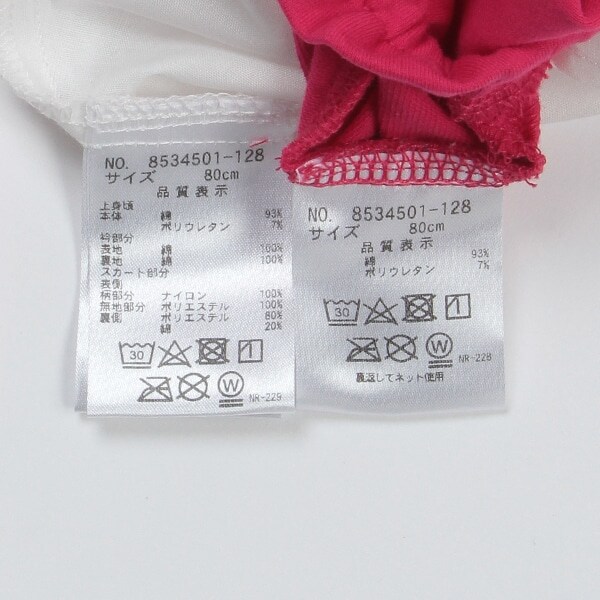 NO. 8534501-128
サイズ 80cm
品質表示
上身頃
本体 綿 93%
ポリウレタン 7%
衿部分
表地 綿 100%
裏地 綿 100%
スカート部分
表側
柄部分 ナイロン 100%
無地部分 ポリエステル 100%
裏側 ポリエステル 80%
綿 20%
30
W
NR-229
NO. 8534501-128
サイズ 80cm
品質表示
綿 93%
ポリウレタン 7%
30
W
NR-228
裏返してネット使用